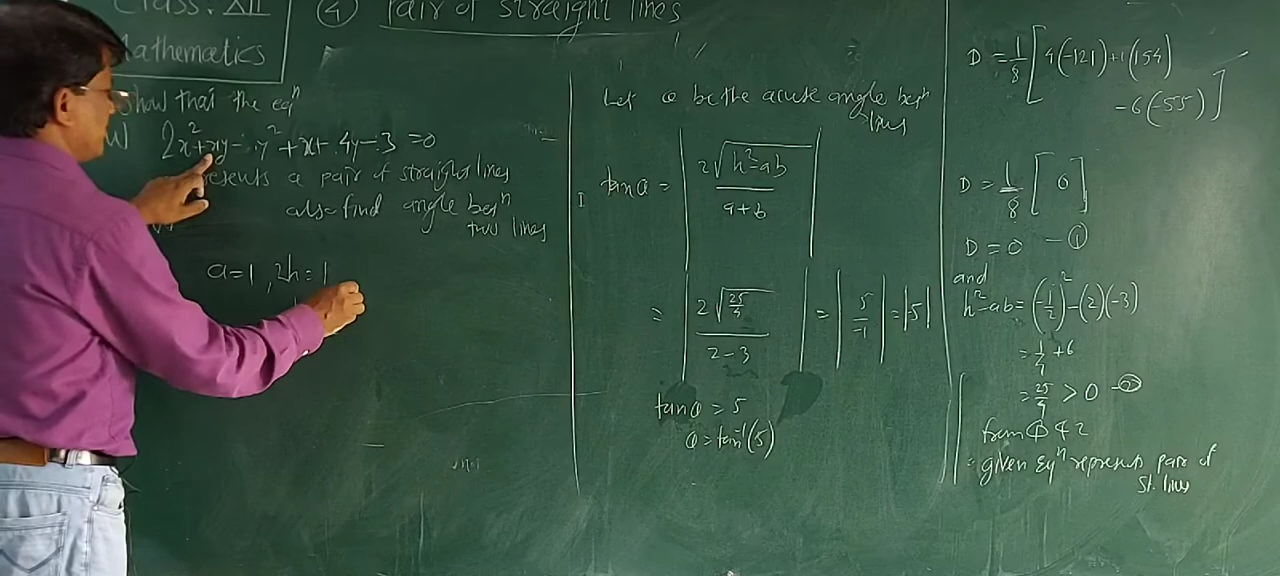 Class: XII
Mathematics
④ Pair of straight lines
show that the eqⁿ
2x²+xy-y²+x+4y-3=0
esents a pair of straight lines
also find angle betⁿ
two lines
a=1, 2h=1
Let θ be the acute angle betⁿ
lines
tanθ = |2√(h²-ab)/(a+b)|
= |2√(25/4)/(2-3)| = |5/-1| = |5|
tanθ = 5
θ = tan⁻¹(5)
D = 1/8 [4(-121)+1(154)
-6(-55)]
D = 1/8 [0]
D = 0 - ①
and
h²-ab = (-1/2)² - (2)(-3)
= 1/4 + 6
= 25/4 > 0 - ②
from ① & 2
given Eqⁿ represents pair of
St. lines